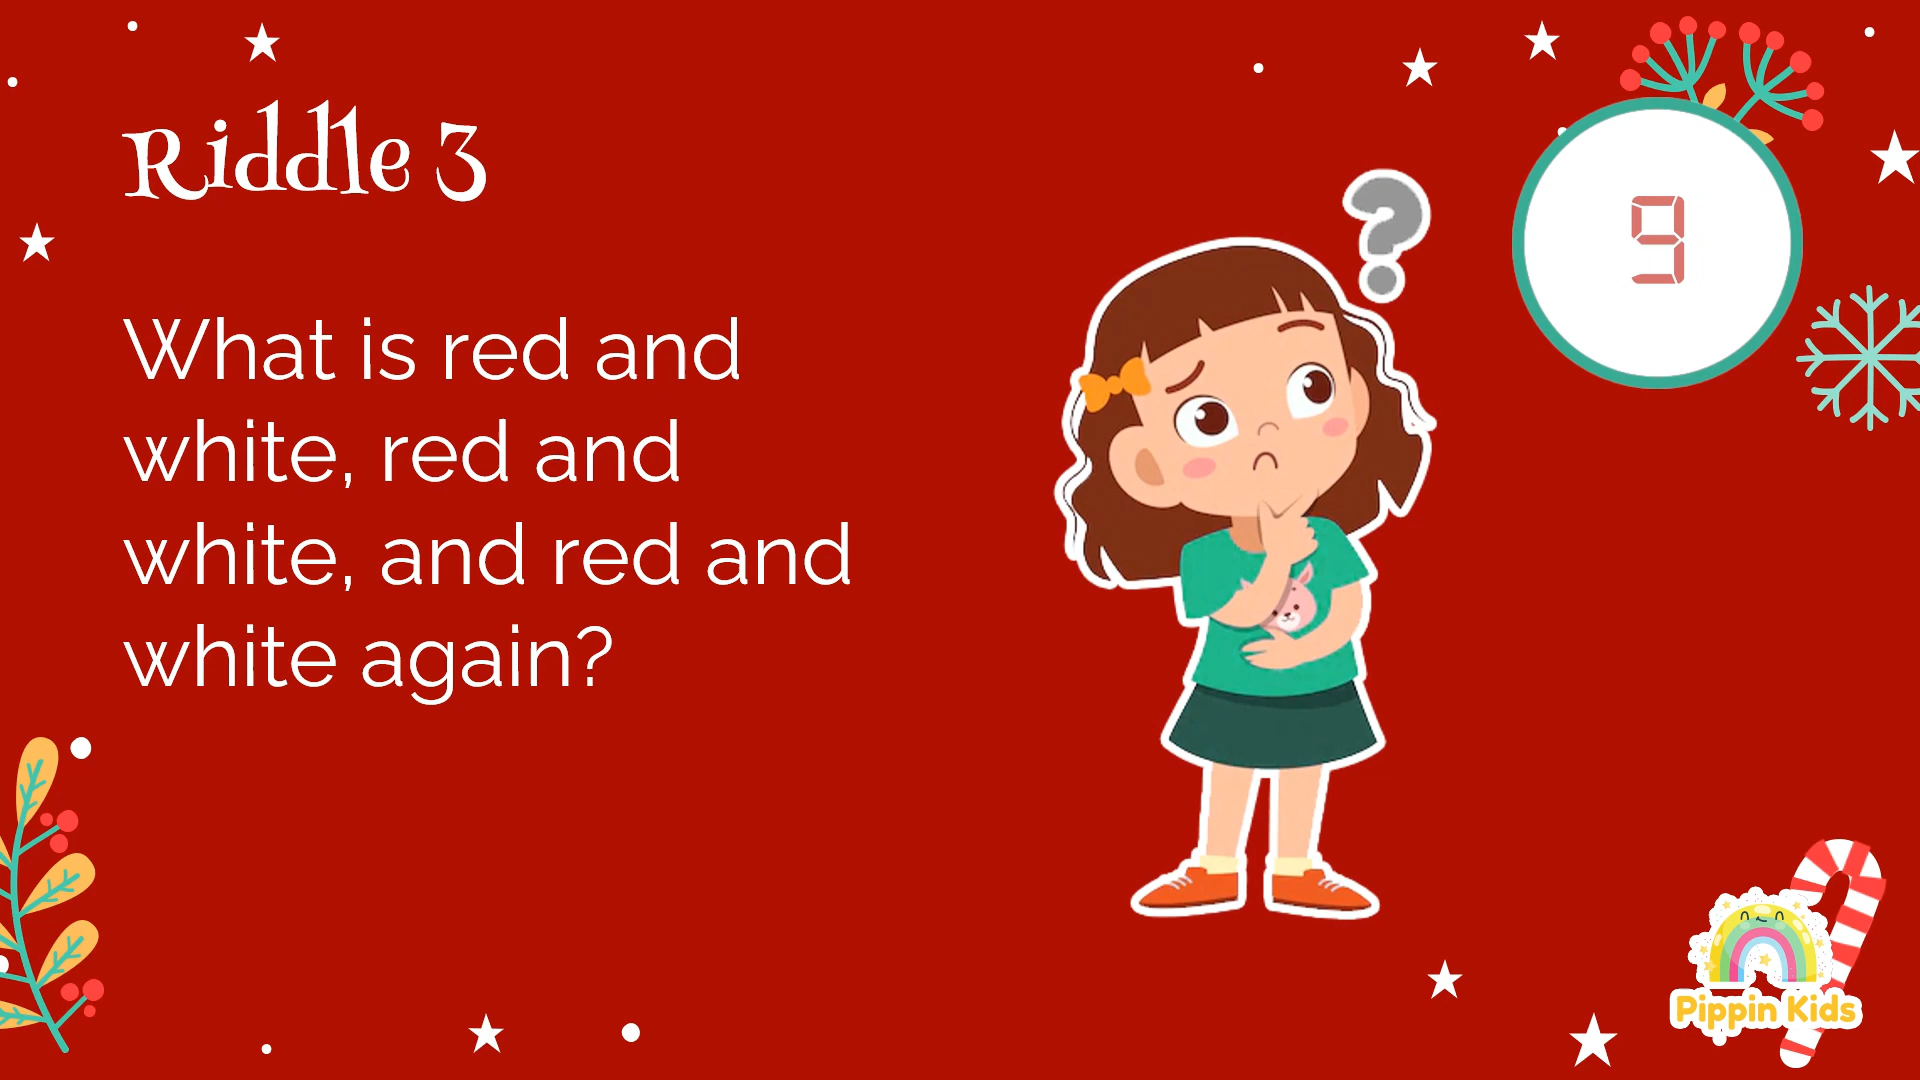 Riddle 3
9
What is red and
white, red and
white, and red and
white again?
Pippin Kids